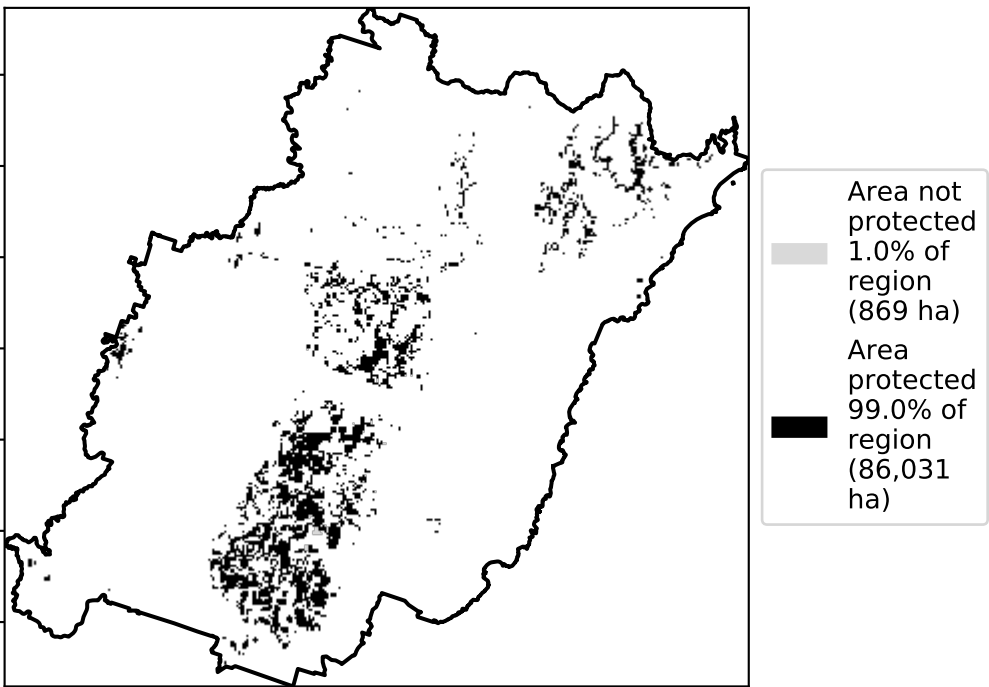 Area not
protected
1.0% of
region
(869 ha)
Area
protected
99.0% of
region
(86,031
ha)